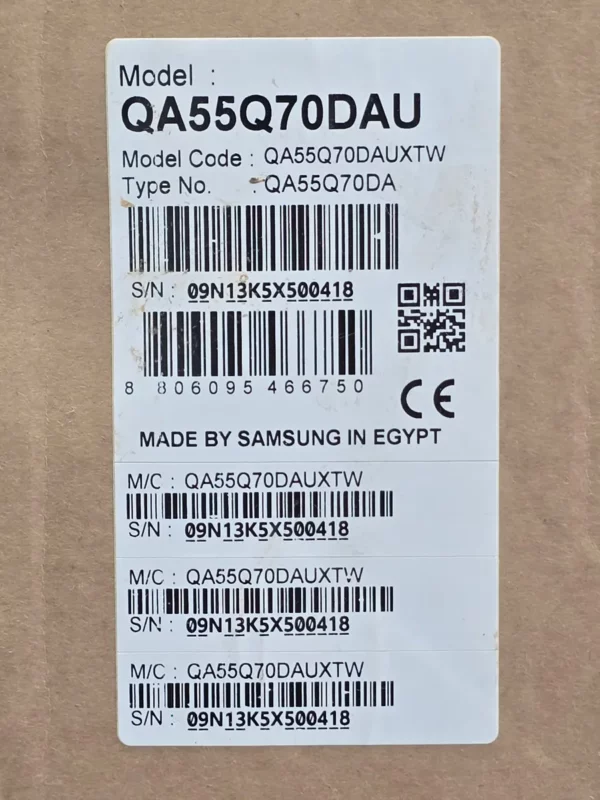 Model :
QA55Q70DAU
Model Code : QA55Q70DAUXTW
Type No. : QA55Q70DA
S/N : 09N13K5X500418
8 806095 466750
CE
MADE BY SAMSUNG IN EGYPT
M/C : QA55Q70DAUXTW
S/N : 09N13K5X500418
M/C : QA55Q70DAUXTW
S/N : 09N13K5X500418
M/C : QA55Q70DAUXTW
S/N : 09N13K5X500418